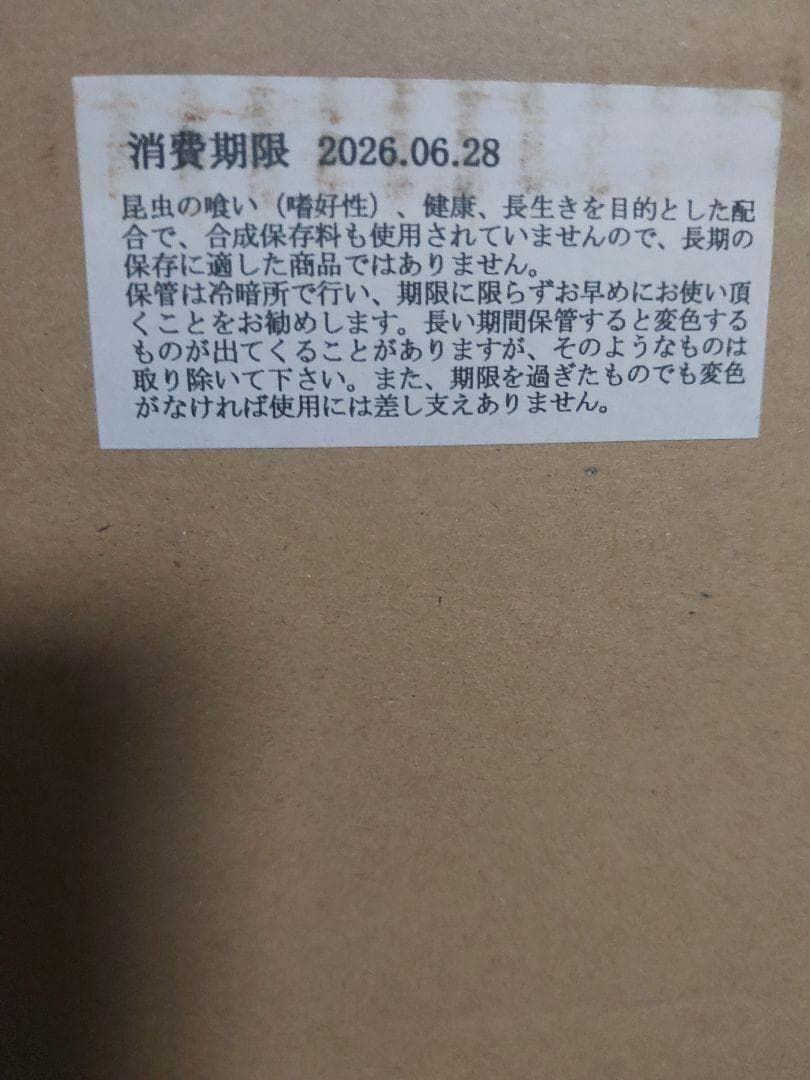 消費期限 2026.06.28
昆虫の喰い（嗜好性）、健康、長生きを目的とした配
合で、合成保存料も使用されていませんので、長期の
保存に適した商品ではありません。
保管は冷暗所で行い、期限に限らずお早めにお使い頂
くことをお勧めします。長い期間保管すると変色する
ものが出てくることがありますが、そのようなものは
取り除いて下さい。また、期限を過ぎたものでも変色
がなければ使用には差し支えありません。